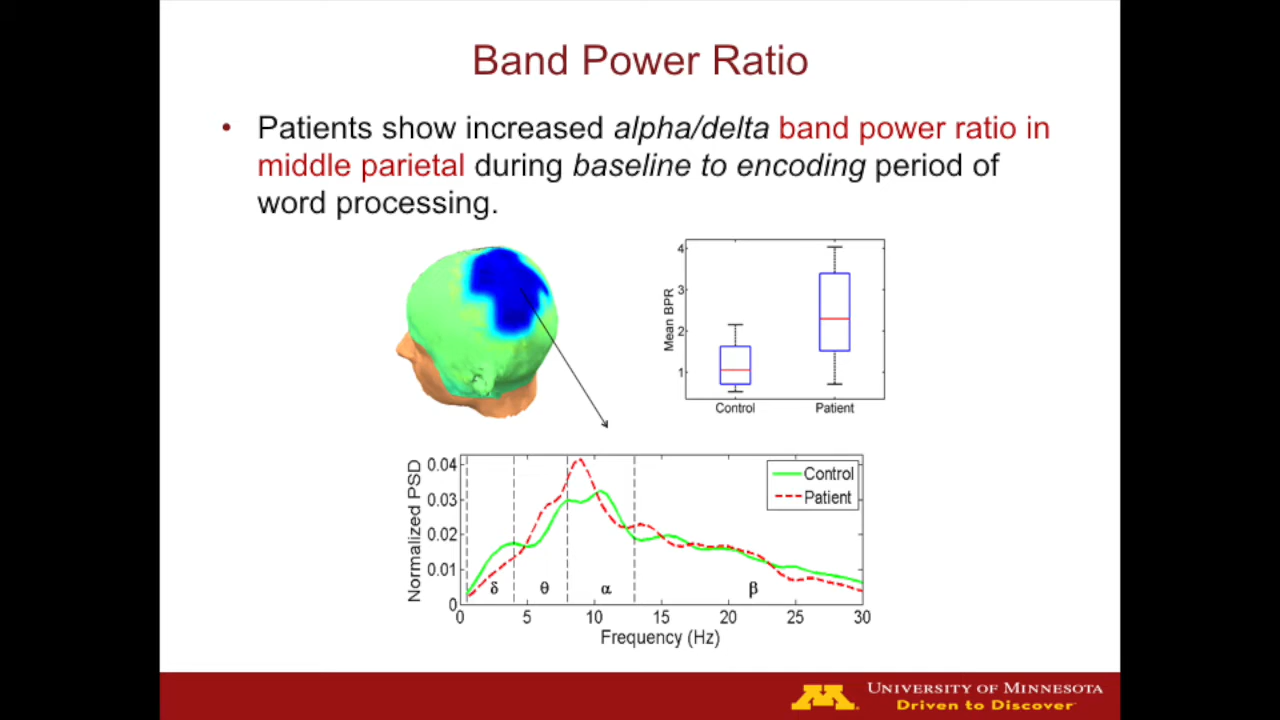 Band Power Ratio
• Patients show increased alpha/delta band power ratio in
middle parietal during baseline to encoding period of
word processing.
4
3
2
1
Mean BPR
Control
Patient
0.04
0.03
0.02
0.01
0
Normalized PSD
Control
Patient
δ
θ
α
β
0
5
10
15
20
25
30
Frequency (Hz)
UNIVERSITY OF MINNESOTA
Driven to Discover